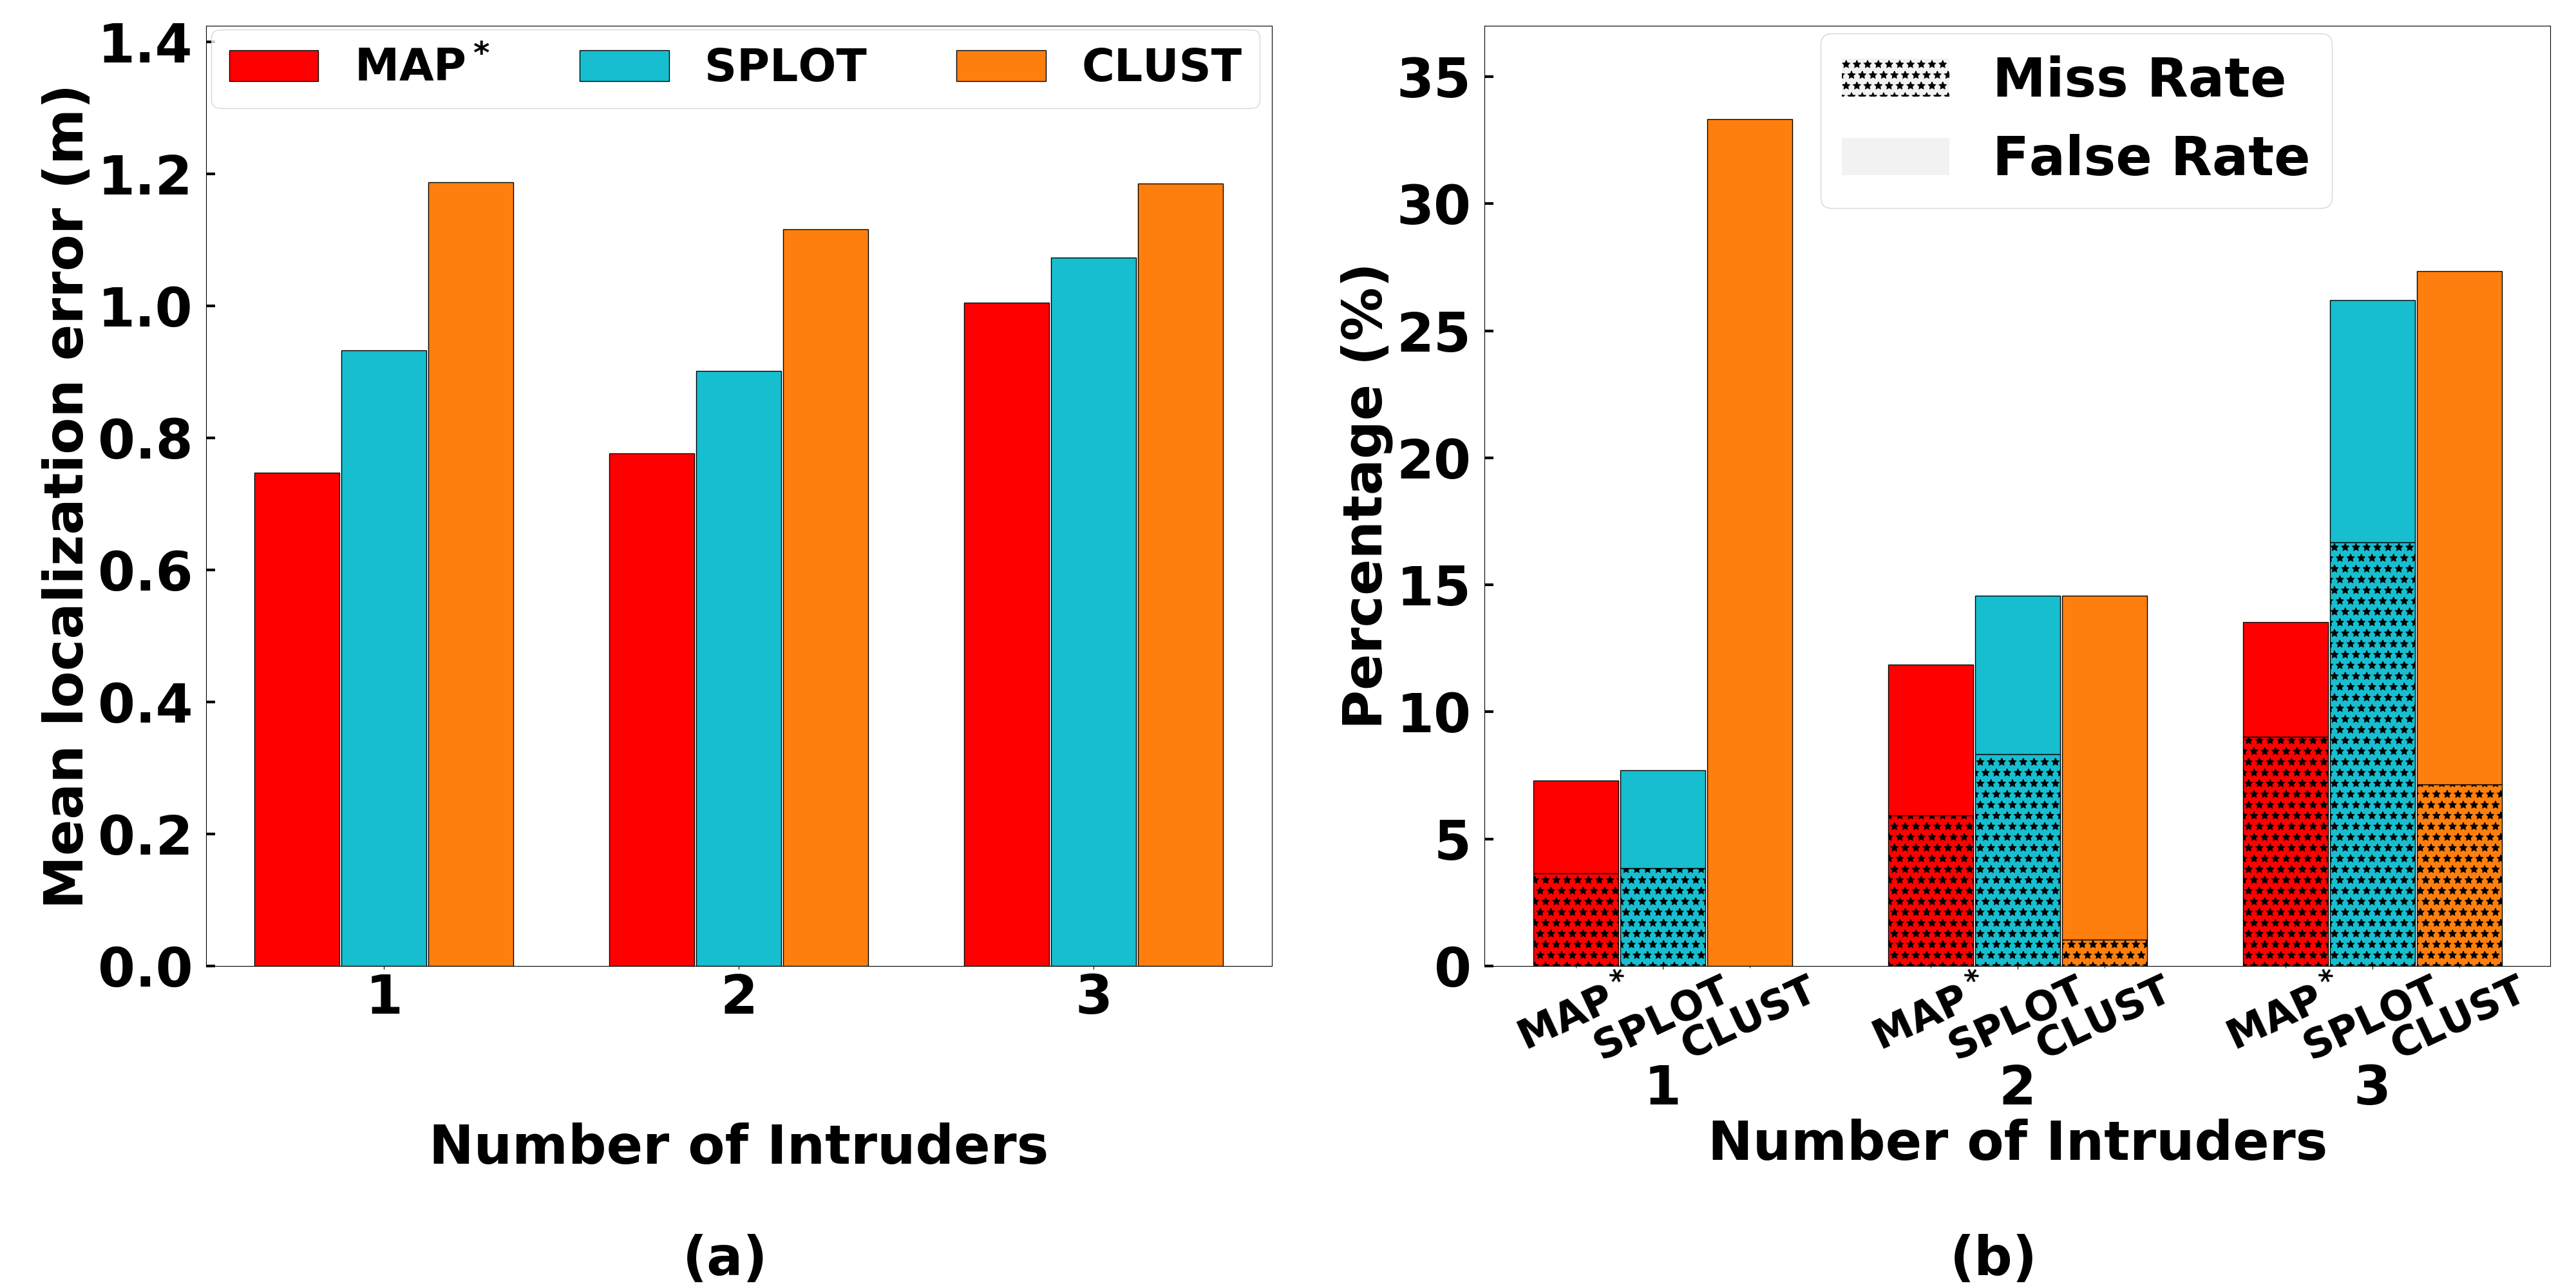 MAP* SPLOT CLUST
1.4
1.2
1.0
0.8
0.6
0.4
0.2
0.0
Mean localization error (m)
1 2 3
Number of Intruders
(a)
Miss Rate
False Rate
35
30
25
20
15
10
5
0
Percentage (%)
MAP* SPLOT CLUST MAP* SPLOT CLUST MAP* SPLOT CLUST
1 2 3
Number of Intruders
(b)